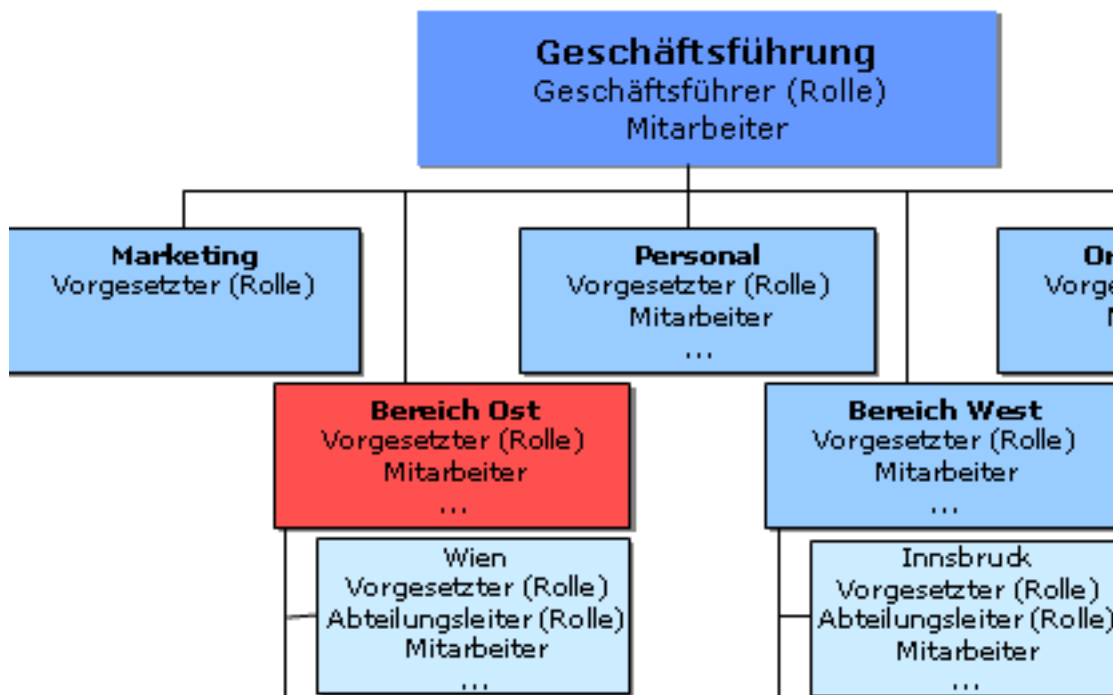 Geschäftsführung
Geschäftsführer (Rolle)
Mitarbeiter
Marketing
Vorgesetzter (Rolle)
Personal
Vorgesetzter (Rolle)
Mitarbeiter
...
Bereich Ost
Vorgesetzter (Rolle)
Mitarbeiter
...
Bereich West
Vorgesetzter (Rolle)
Mitarbeiter
...
Wien
Vorgesetzter (Rolle)
Abteilungsleiter (Rolle)
Mitarbeiter
...
Innsbruck
Vorgesetzter (Rolle)
Abteilungsleiter (Rolle)
Mitarbeiter
...